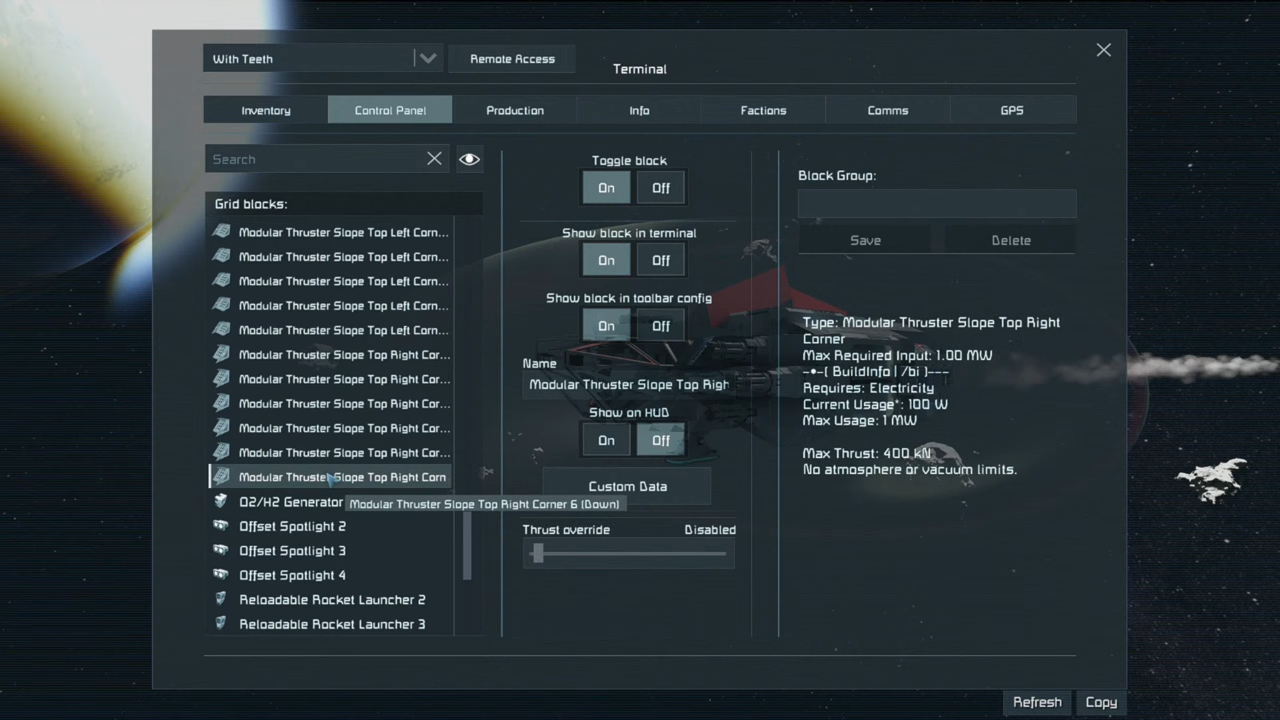 With Teeth
Remote Access
Terminal
Inventory
Control Panel
Production
Info
Factions
Comms
GPS
Search
Grid blocks:
Modular Thruster Slope Top Left Corn...
Modular Thruster Slope Top Left Corn...
Modular Thruster Slope Top Left Corn...
Modular Thruster Slope Top Left Corn...
Modular Thruster Slope Top Left Corn...
Modular Thruster Slope Top Right Cor...
Modular Thruster Slope Top Right Cor...
Modular Thruster Slope Top Right Cor...
Modular Thruster Slope Top Right Cor...
Modular Thruster Slope Top Right Cor...
Modular Thruster Slope Top Right Corn
O2/H2 Generator
Modular Thruster Slope Top Right Corner 6 (Down)
Offset Spotlight 2
Offset Spotlight 3
Offset Spotlight 4
Reloadable Rocket Launcher 2
Reloadable Rocket Launcher 3
Toggle block
On Off
Show block in terminal
On Off
Show block in toolbar config
On Off
Name
Modular Thruster Slope Top Righ
Show on HUD
On Off
Custom Data
Thrust override Disabled
Block Group:
Save Delete
Type: Modular Thruster Slope Top Right
Corner
Max Required Input: 1.00 MW
-•-( BuildInfo | /bi )---
Requires: Electricity
Current Usage*: 100 W
Max Usage: 1 MW
Max Thrust: 400 kN
No atmosphere or vacuum limits.
Refresh Copy